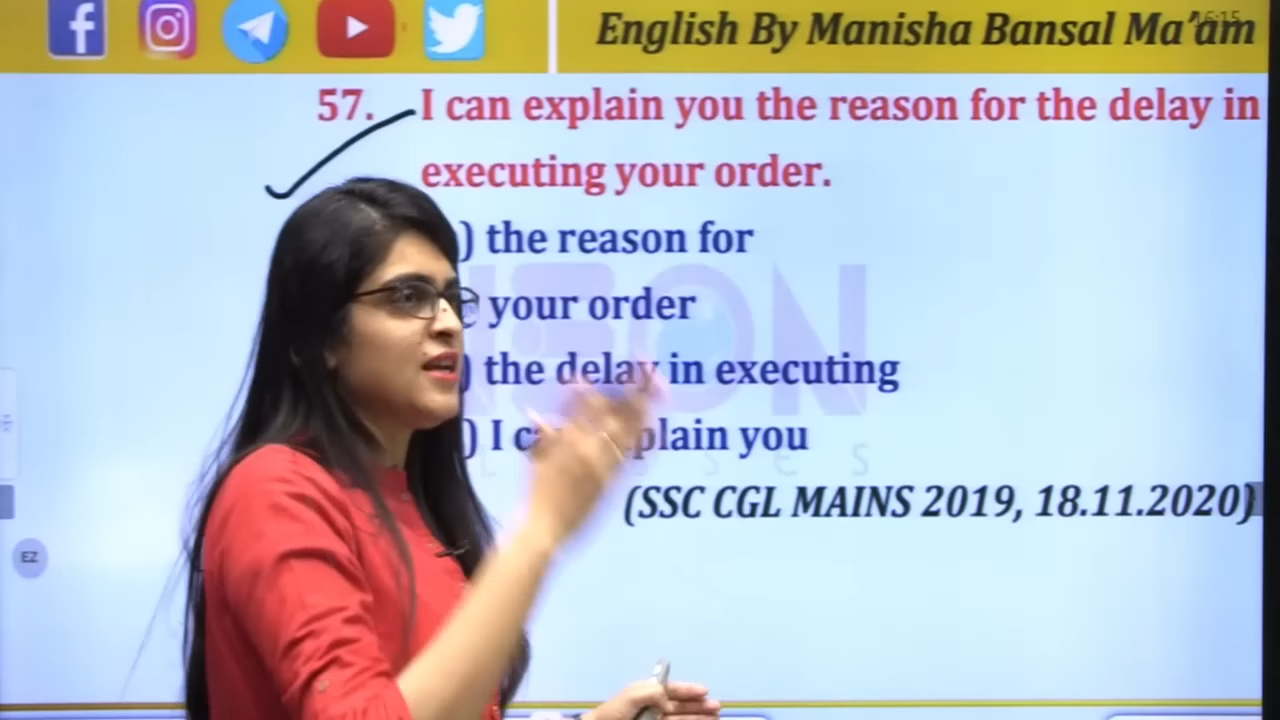 English By Manisha Bansal Ma'am
57. I can explain you the reason for the delay in
executing your order.
) the reason for
your order
) the delay in executing
) I you
(SSC CGL MAINS 2019, 18.11.2020)
EZ